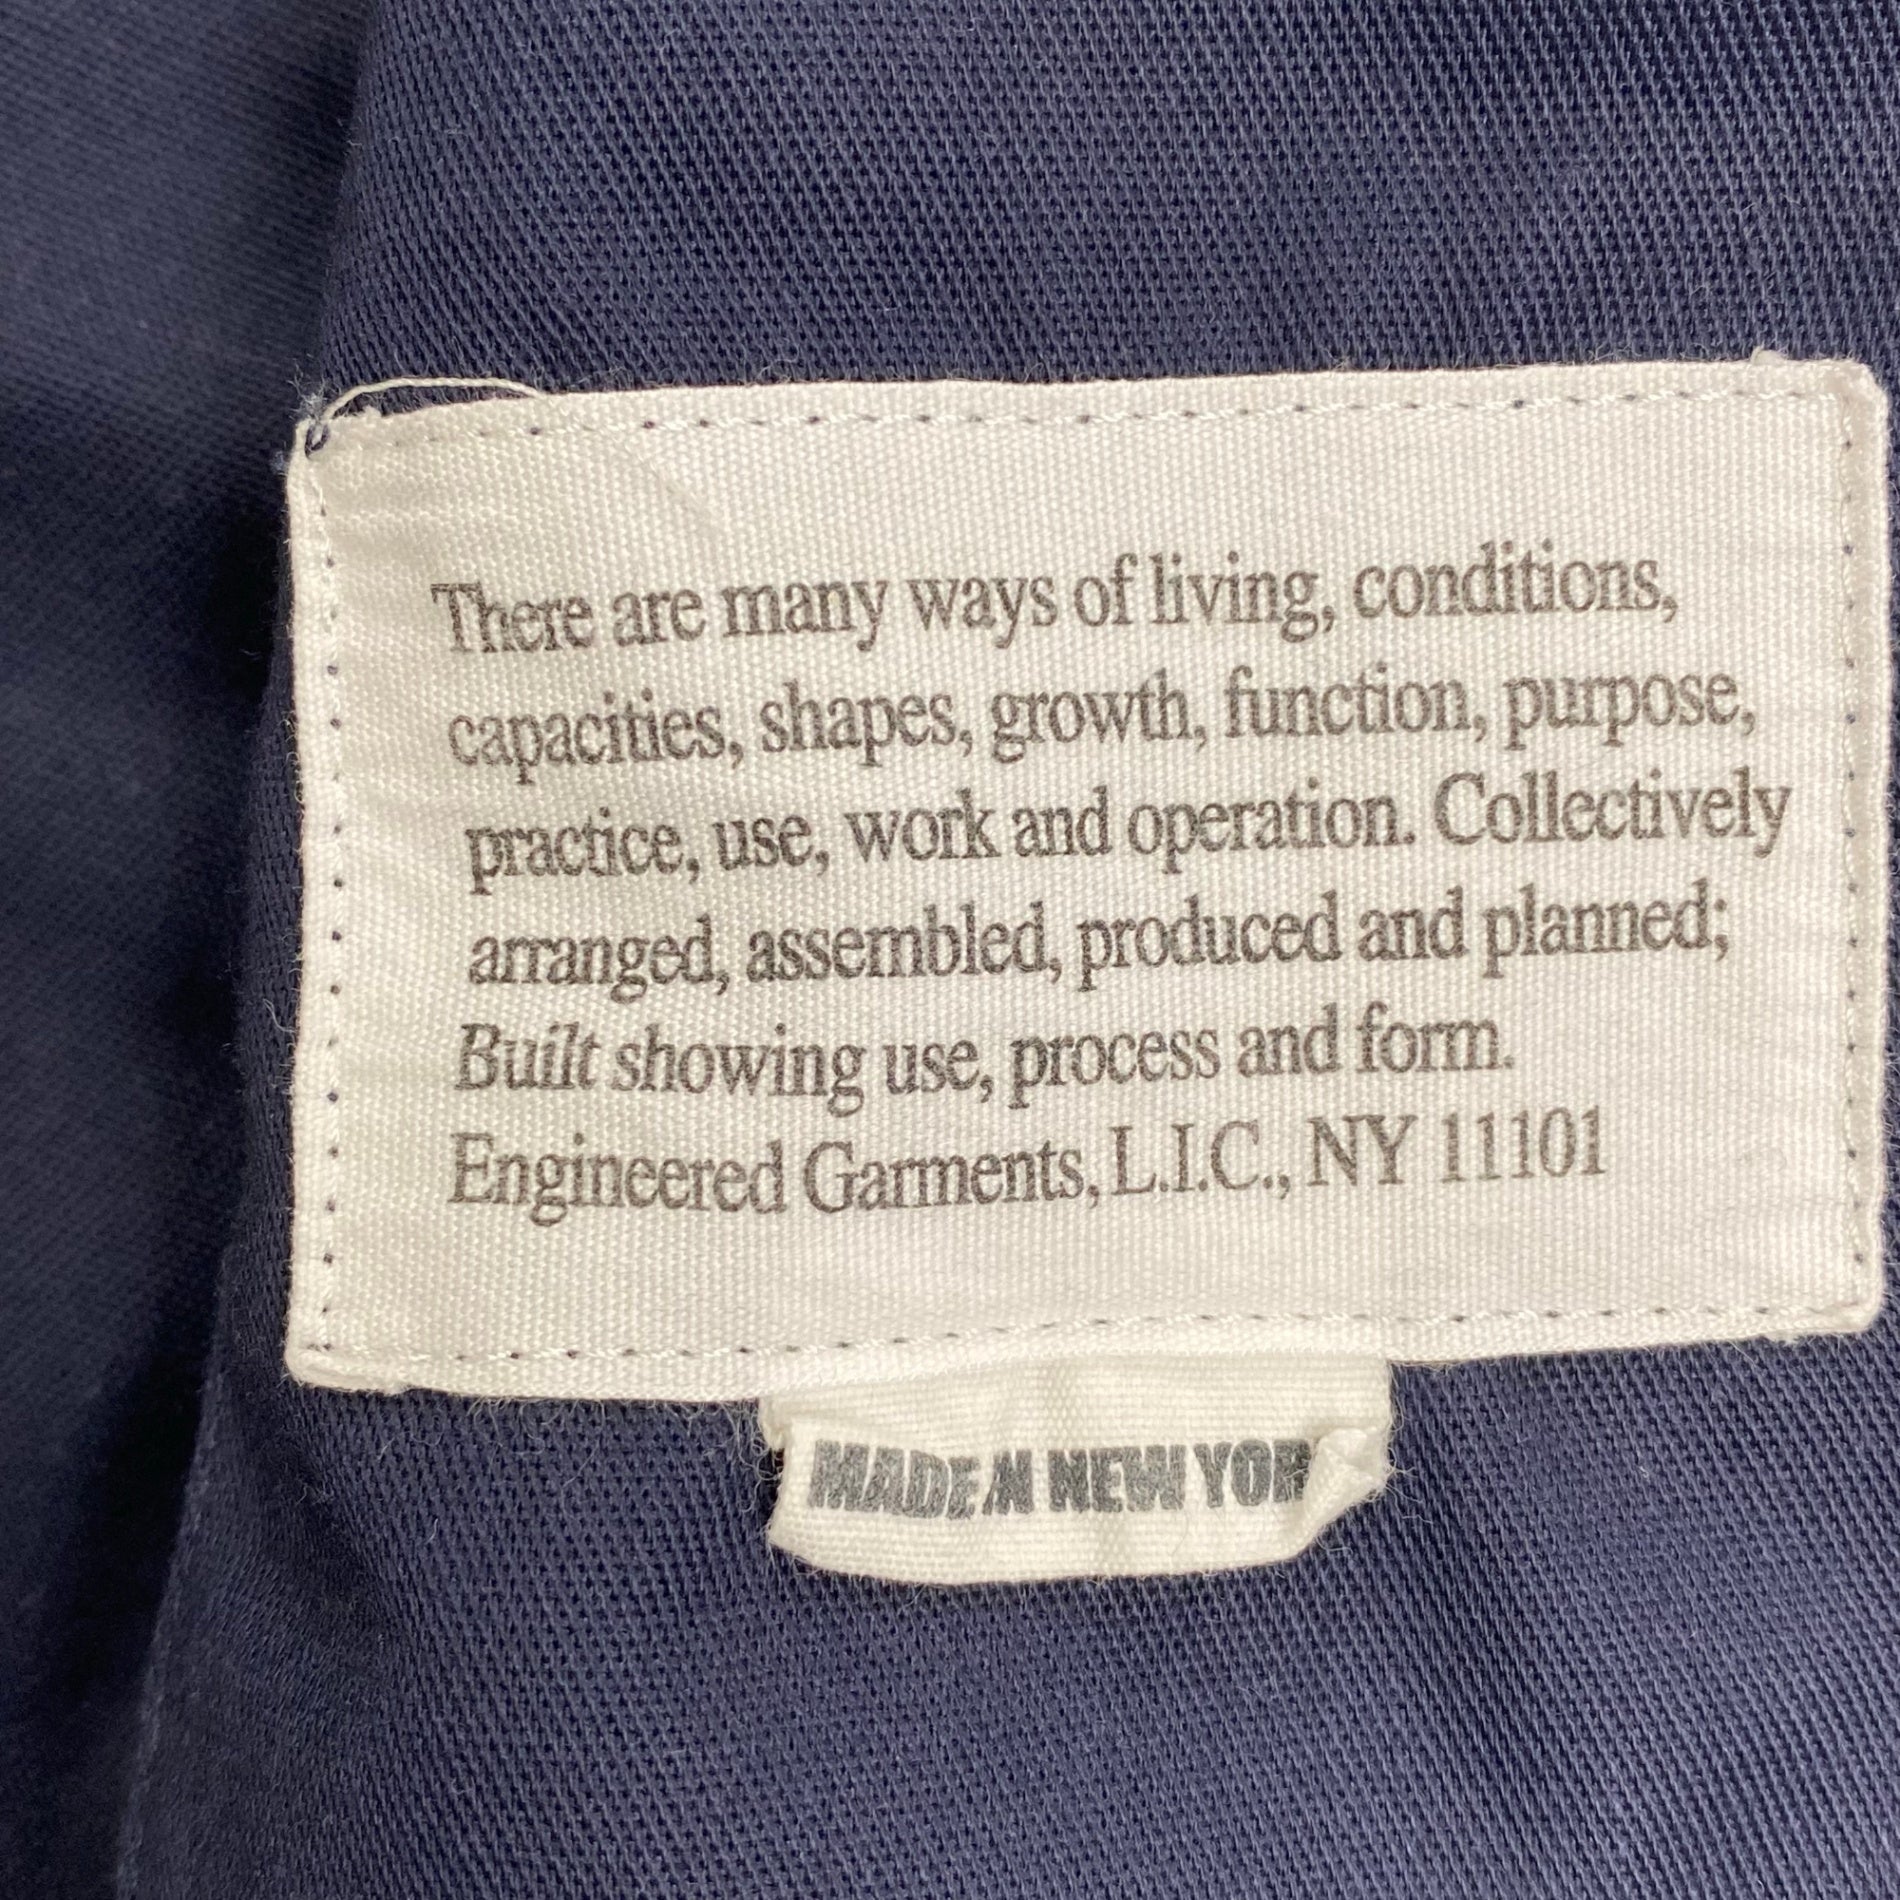 There are many ways of living, conditions,
capacities, shapes, growth, function, purpose,
practice, use, work and operation. Collectively
arranged, assembled, produced and planned;
Built showing use, process and form.
Engineered Garments, L.I.C., NY 11101
MADE IN NEW YOR